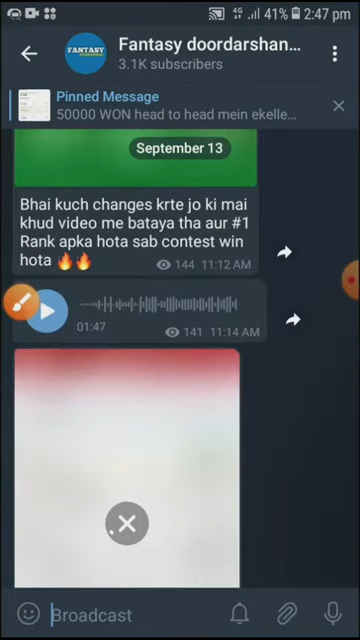 4G 41% 2:47 pm
FANTASY
Fantasy doordarshan...
3.1K subscribers
Pinned Message
50000 WON head to head mein ekelle...
September 13
Bhai kuch changes krte jo ki mai
khud video me bataya tha aur #1
Rank apka hota sab contest win
hota 🔥🔥 144 11:12 AM
01:47 141 11:14 AM
Broadcast